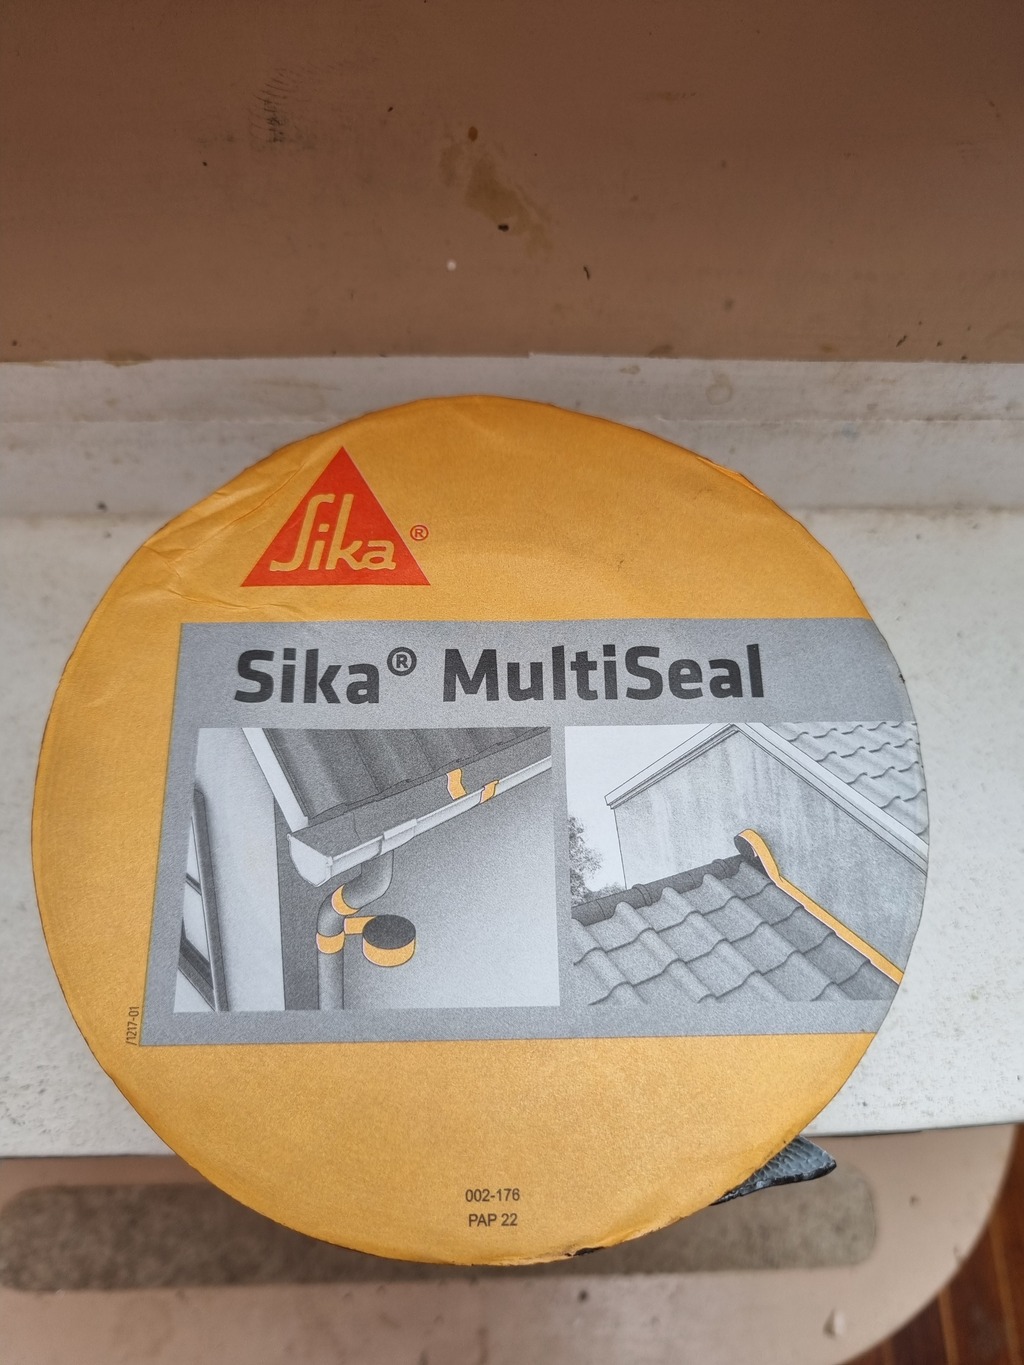 Sika®
Sika® MultiSeal
/1217-01
002-176
PAP 22